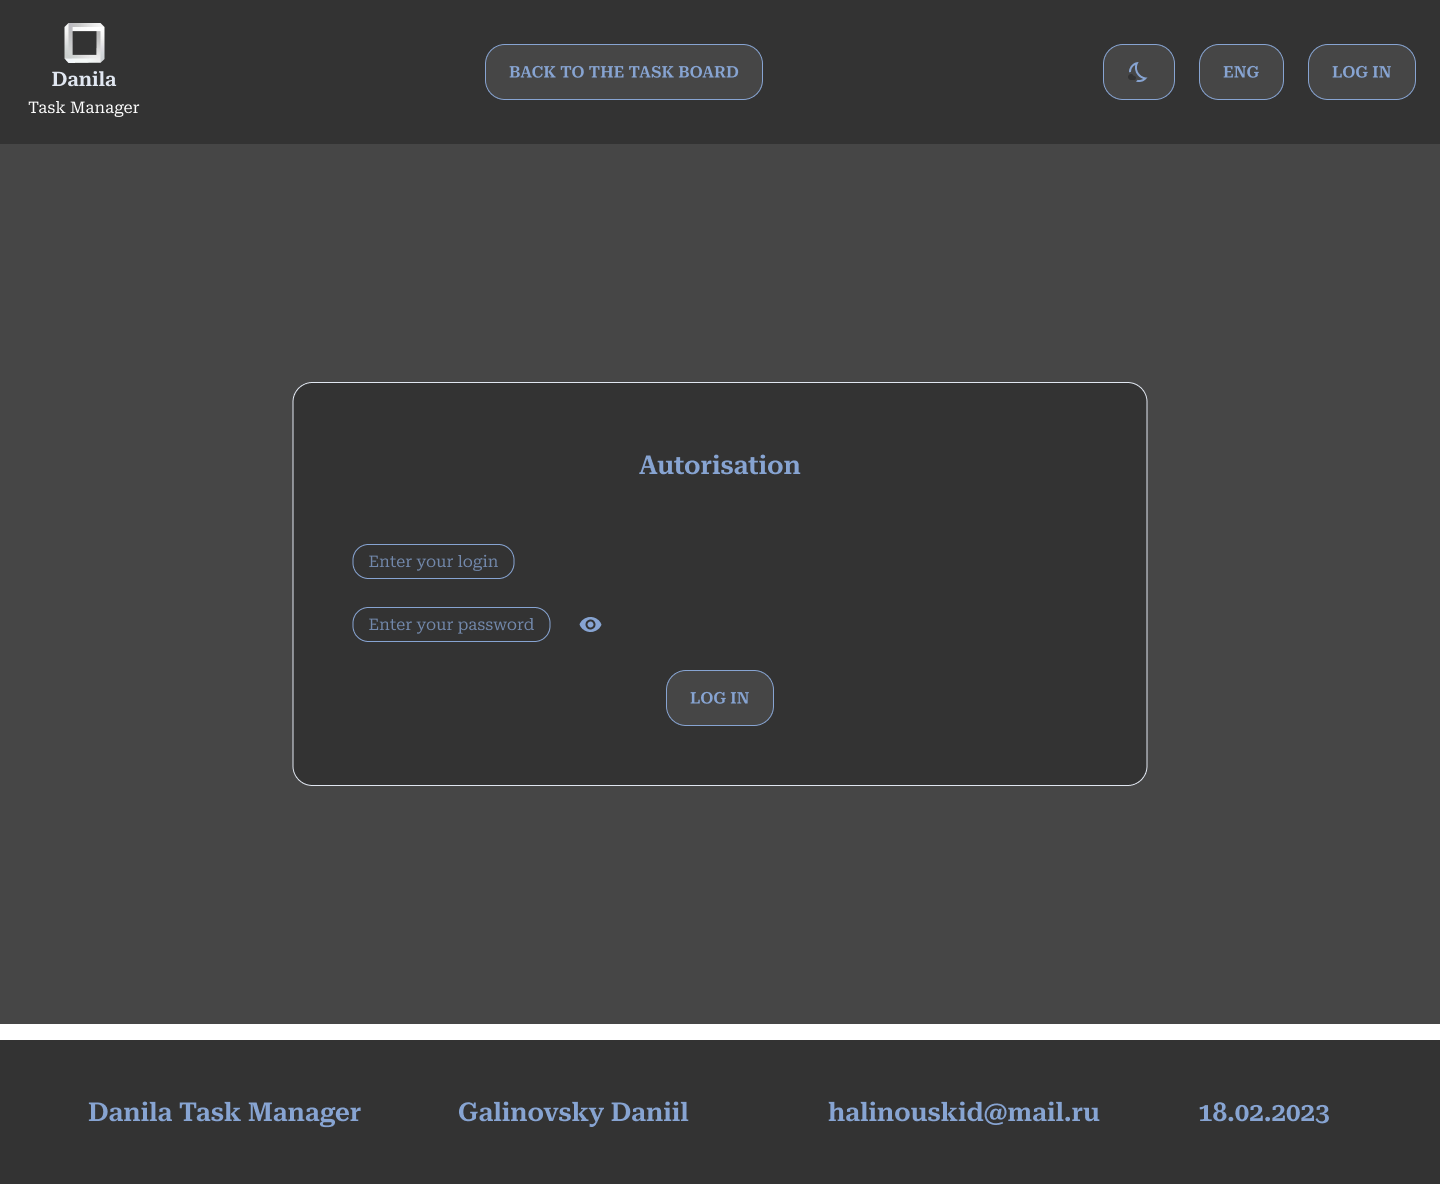 Danila
Task Manager
BACK TO THE TASK BOARD
ENG
LOG IN
Autorisation
Enter your login
Enter your password
LOG IN
Danila Task Manager
Galinovsky Daniil
halinouskid@mail.ru
18.02.2023